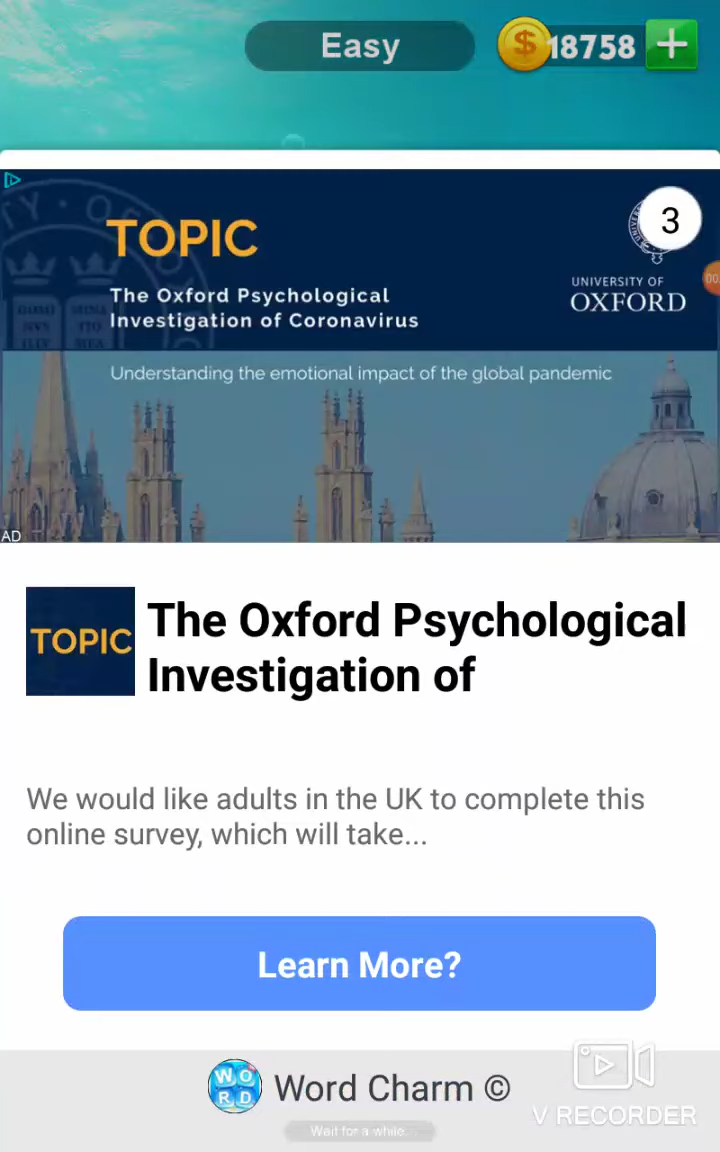 Easy
18758
TOPIC
3
The Oxford Psychological
Investigation of Coronavirus
UNIVERSITY OF
OXFORD
00
Understanding the emotional impact of the global pandemic
AD
TOPIC
The Oxford Psychological
Investigation of
We would like adults in the UK to complete this
online survey, which will take...
Learn More?
WORD
Word Charm ©
V RECORDER
Wait for a while